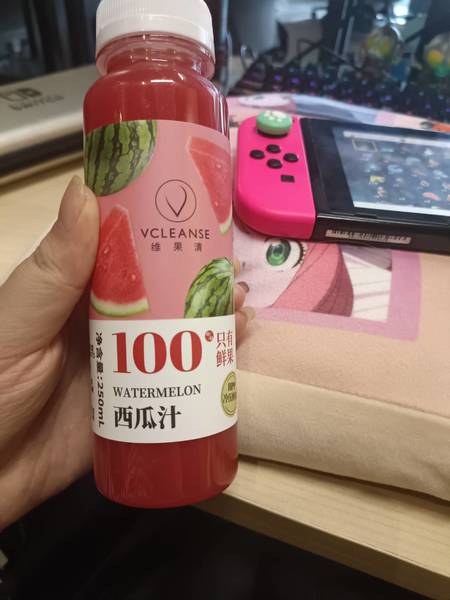 VCLEANSE
维果清
100%
只有
鲜果
WATERMELON
西瓜汁
净含量:250mL